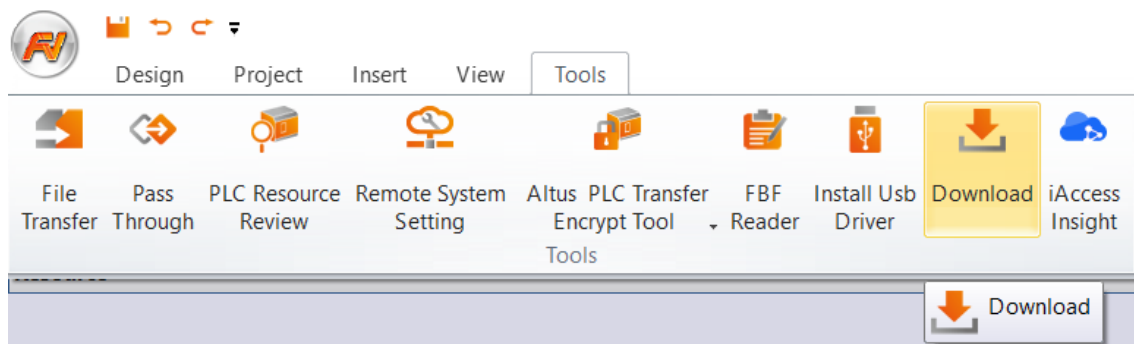 Design Project Insert View Tools
File Transfer
Pass Through
PLC Resource Review
Remote System Setting
Altus PLC Transfer Encrypt Tool
FBF Reader
Install Usb Driver
Download
iAccess Insight
Tools
Download